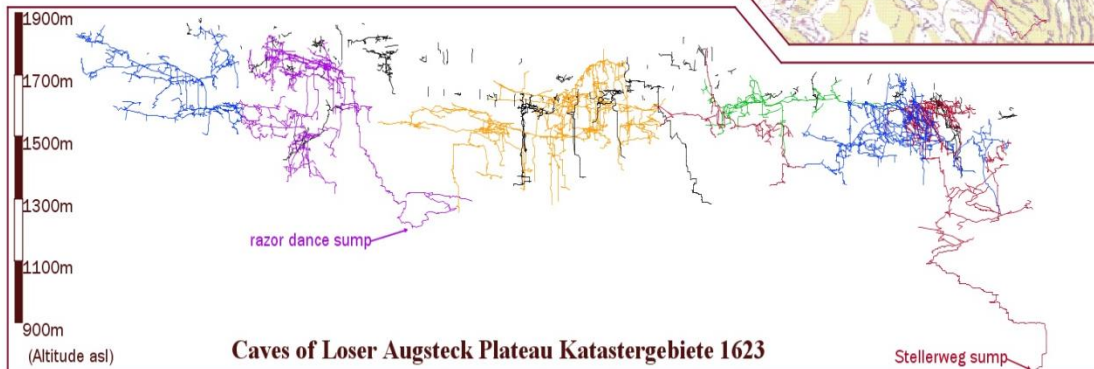 1900m
1700m
1500m
1300m
1100m
900m
(Altitude asl)
razor dance sump
Caves of Loser Augsteck Plateau Katastergebiete 1623
Stellerweg sump